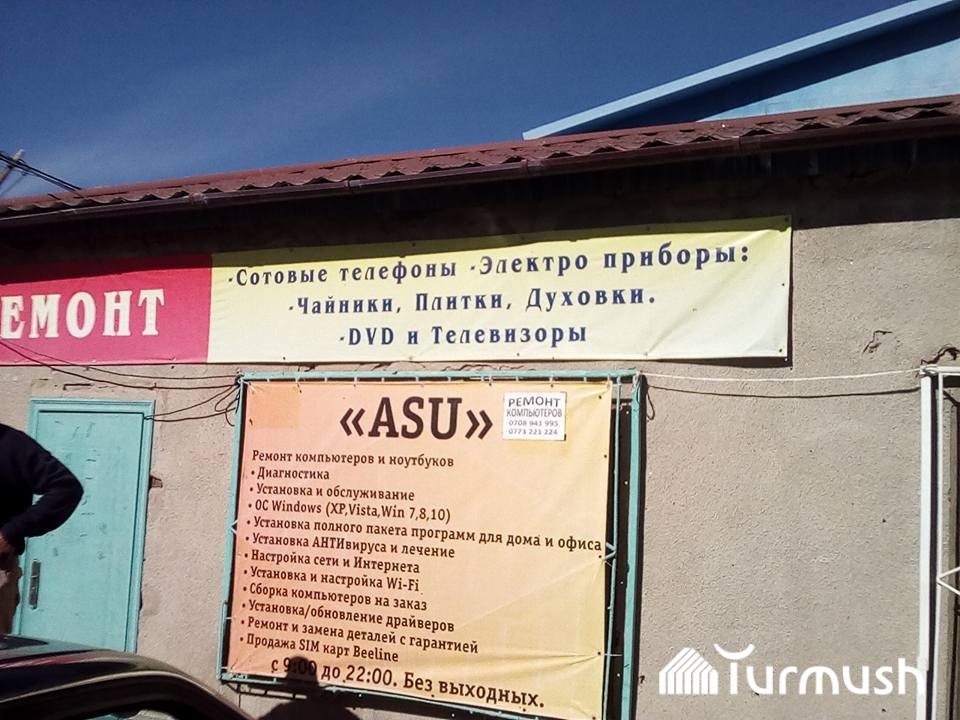 ЕМОНТ
·Сотовые телефоны ·Электро приборы:
·Чайники, Плитки, Духовки.
·DVD и Телевизоры
«ASU»
РЕМОНТ
КОМПЬЮТЕРОВ
0708 941 995
0773 221 224
Ремонт компьютеров и ноутбуков
• Диагностика
• Установка и обслуживание
• ОС Windows (XP,Vista,Win 7,8,10)
• Установка полного пакета программ для дома и офиса
• Установка АНТИвируса и лечение
• Настройка сети и Интернета
• Установка и настройка Wi-Fi
• Сборка компьютеров на заказ
• Установка/обновление драйверов
• Ремонт и замена деталей с гарантией
• Продажа SIM карт Beeline
с 9:00 до 22:00. Без выходных.
Turmush